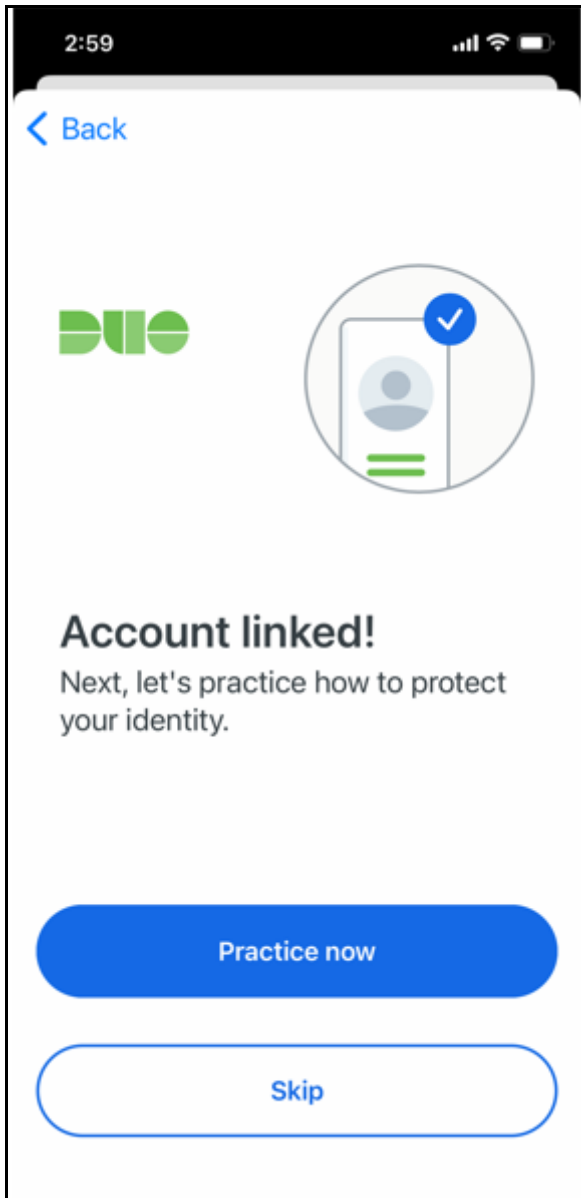 2:59
Back
DUO
Account linked!
Next, let's practice how to protect
your identity.
Practice now
Skip